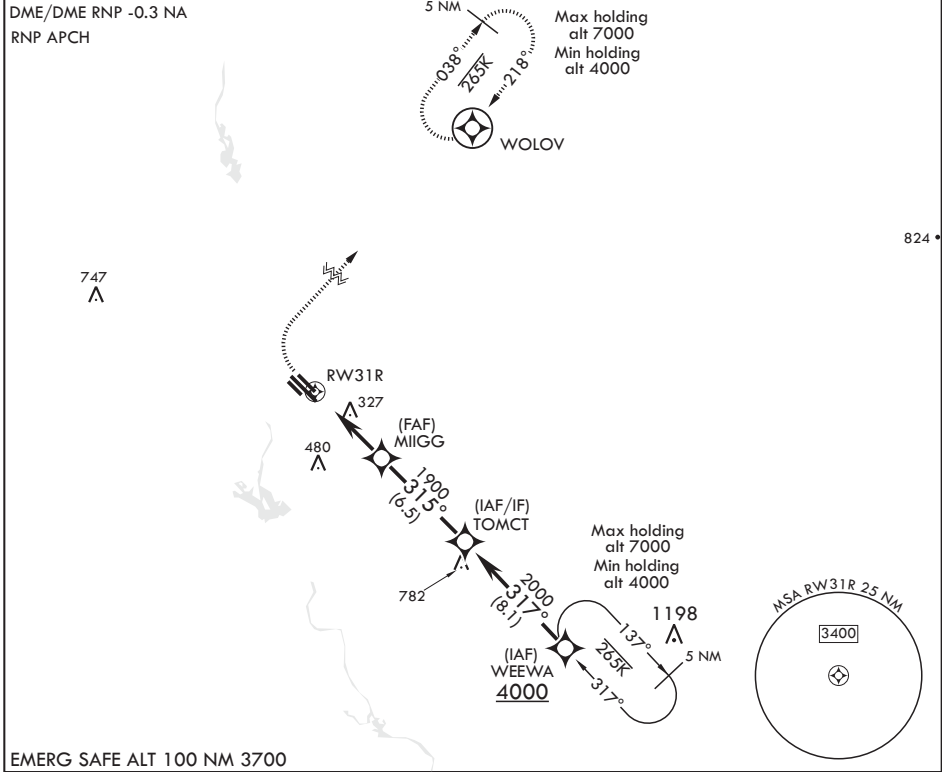 DME/DME RNP -0.3 NA
RNP APCH
5 NM
Max holding
alt 7000
Min holding
alt 4000
038°
265K
218°
WOLOV
824
747
RW31R
327
(FAF)
MIIGG
480
1900
315°
(6.5)
(IAF/IF)
TOMCT
782
Max holding
alt 7000
Min holding
alt 4000
2000
317°
(8.1)
1198
137°
265K
5 NM
317°
(IAF)
WEEWA
4000
MSA RW31R 25 NM
3400
EMERG SAFE ALT 100 NM 3700